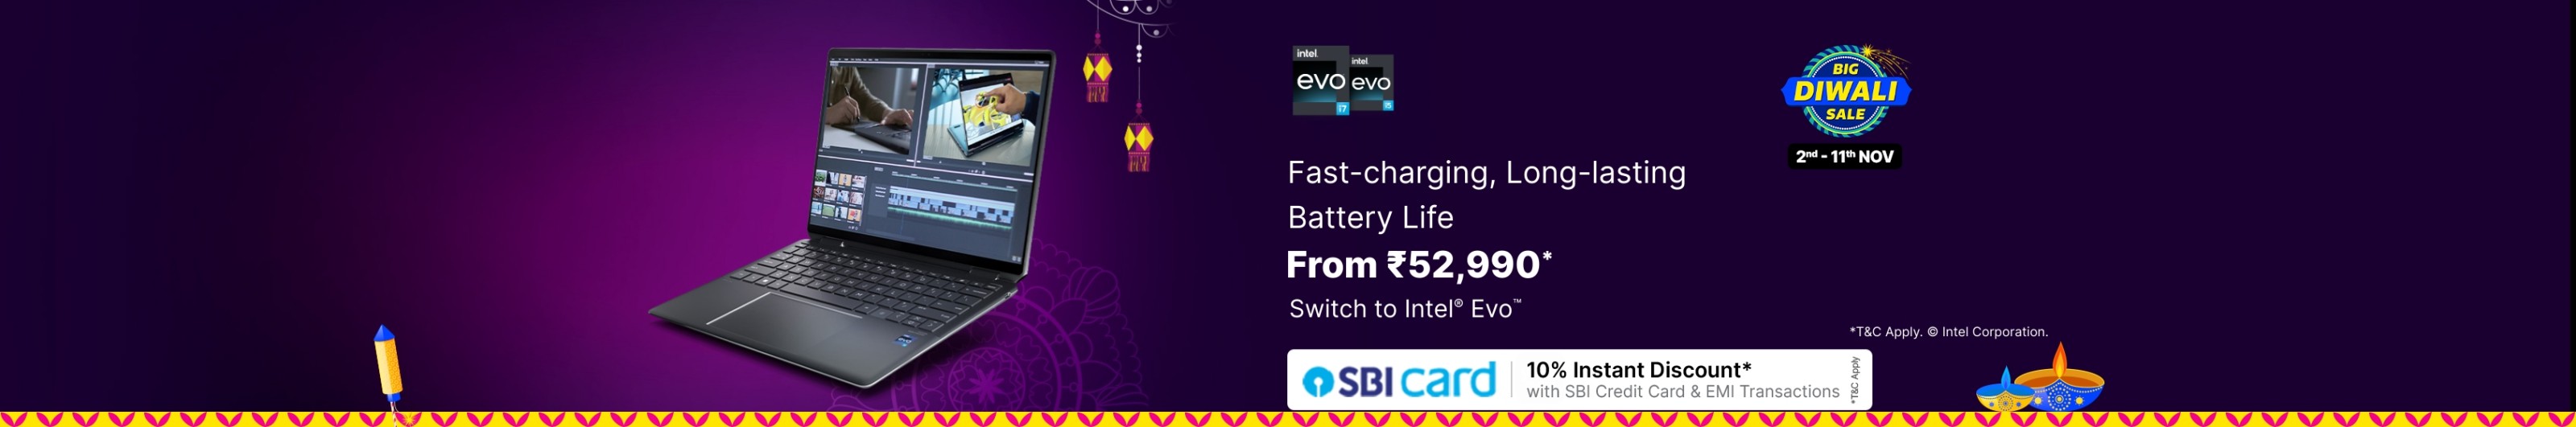 intel.
evo
i7
intel.
evo
i5
BIG
DIWALI
SALE
2nd - 11th NOV
Fast-charging, Long-lasting
Battery Life
From ₹52,990*
Switch to Intel® Evo™
*T&C Apply. © Intel Corporation.
SBI card
10% Instant Discount*
with SBI Credit Card & EMI Transactions
*T&C Apply